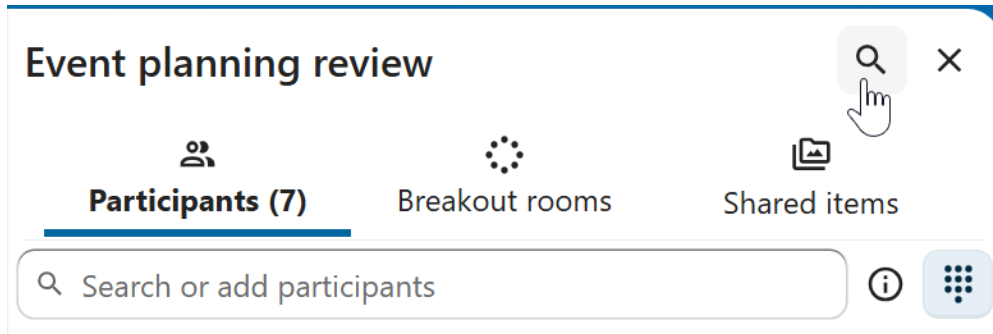 Event planning review
Participants (7)
Breakout rooms
Shared items
Search or add participants